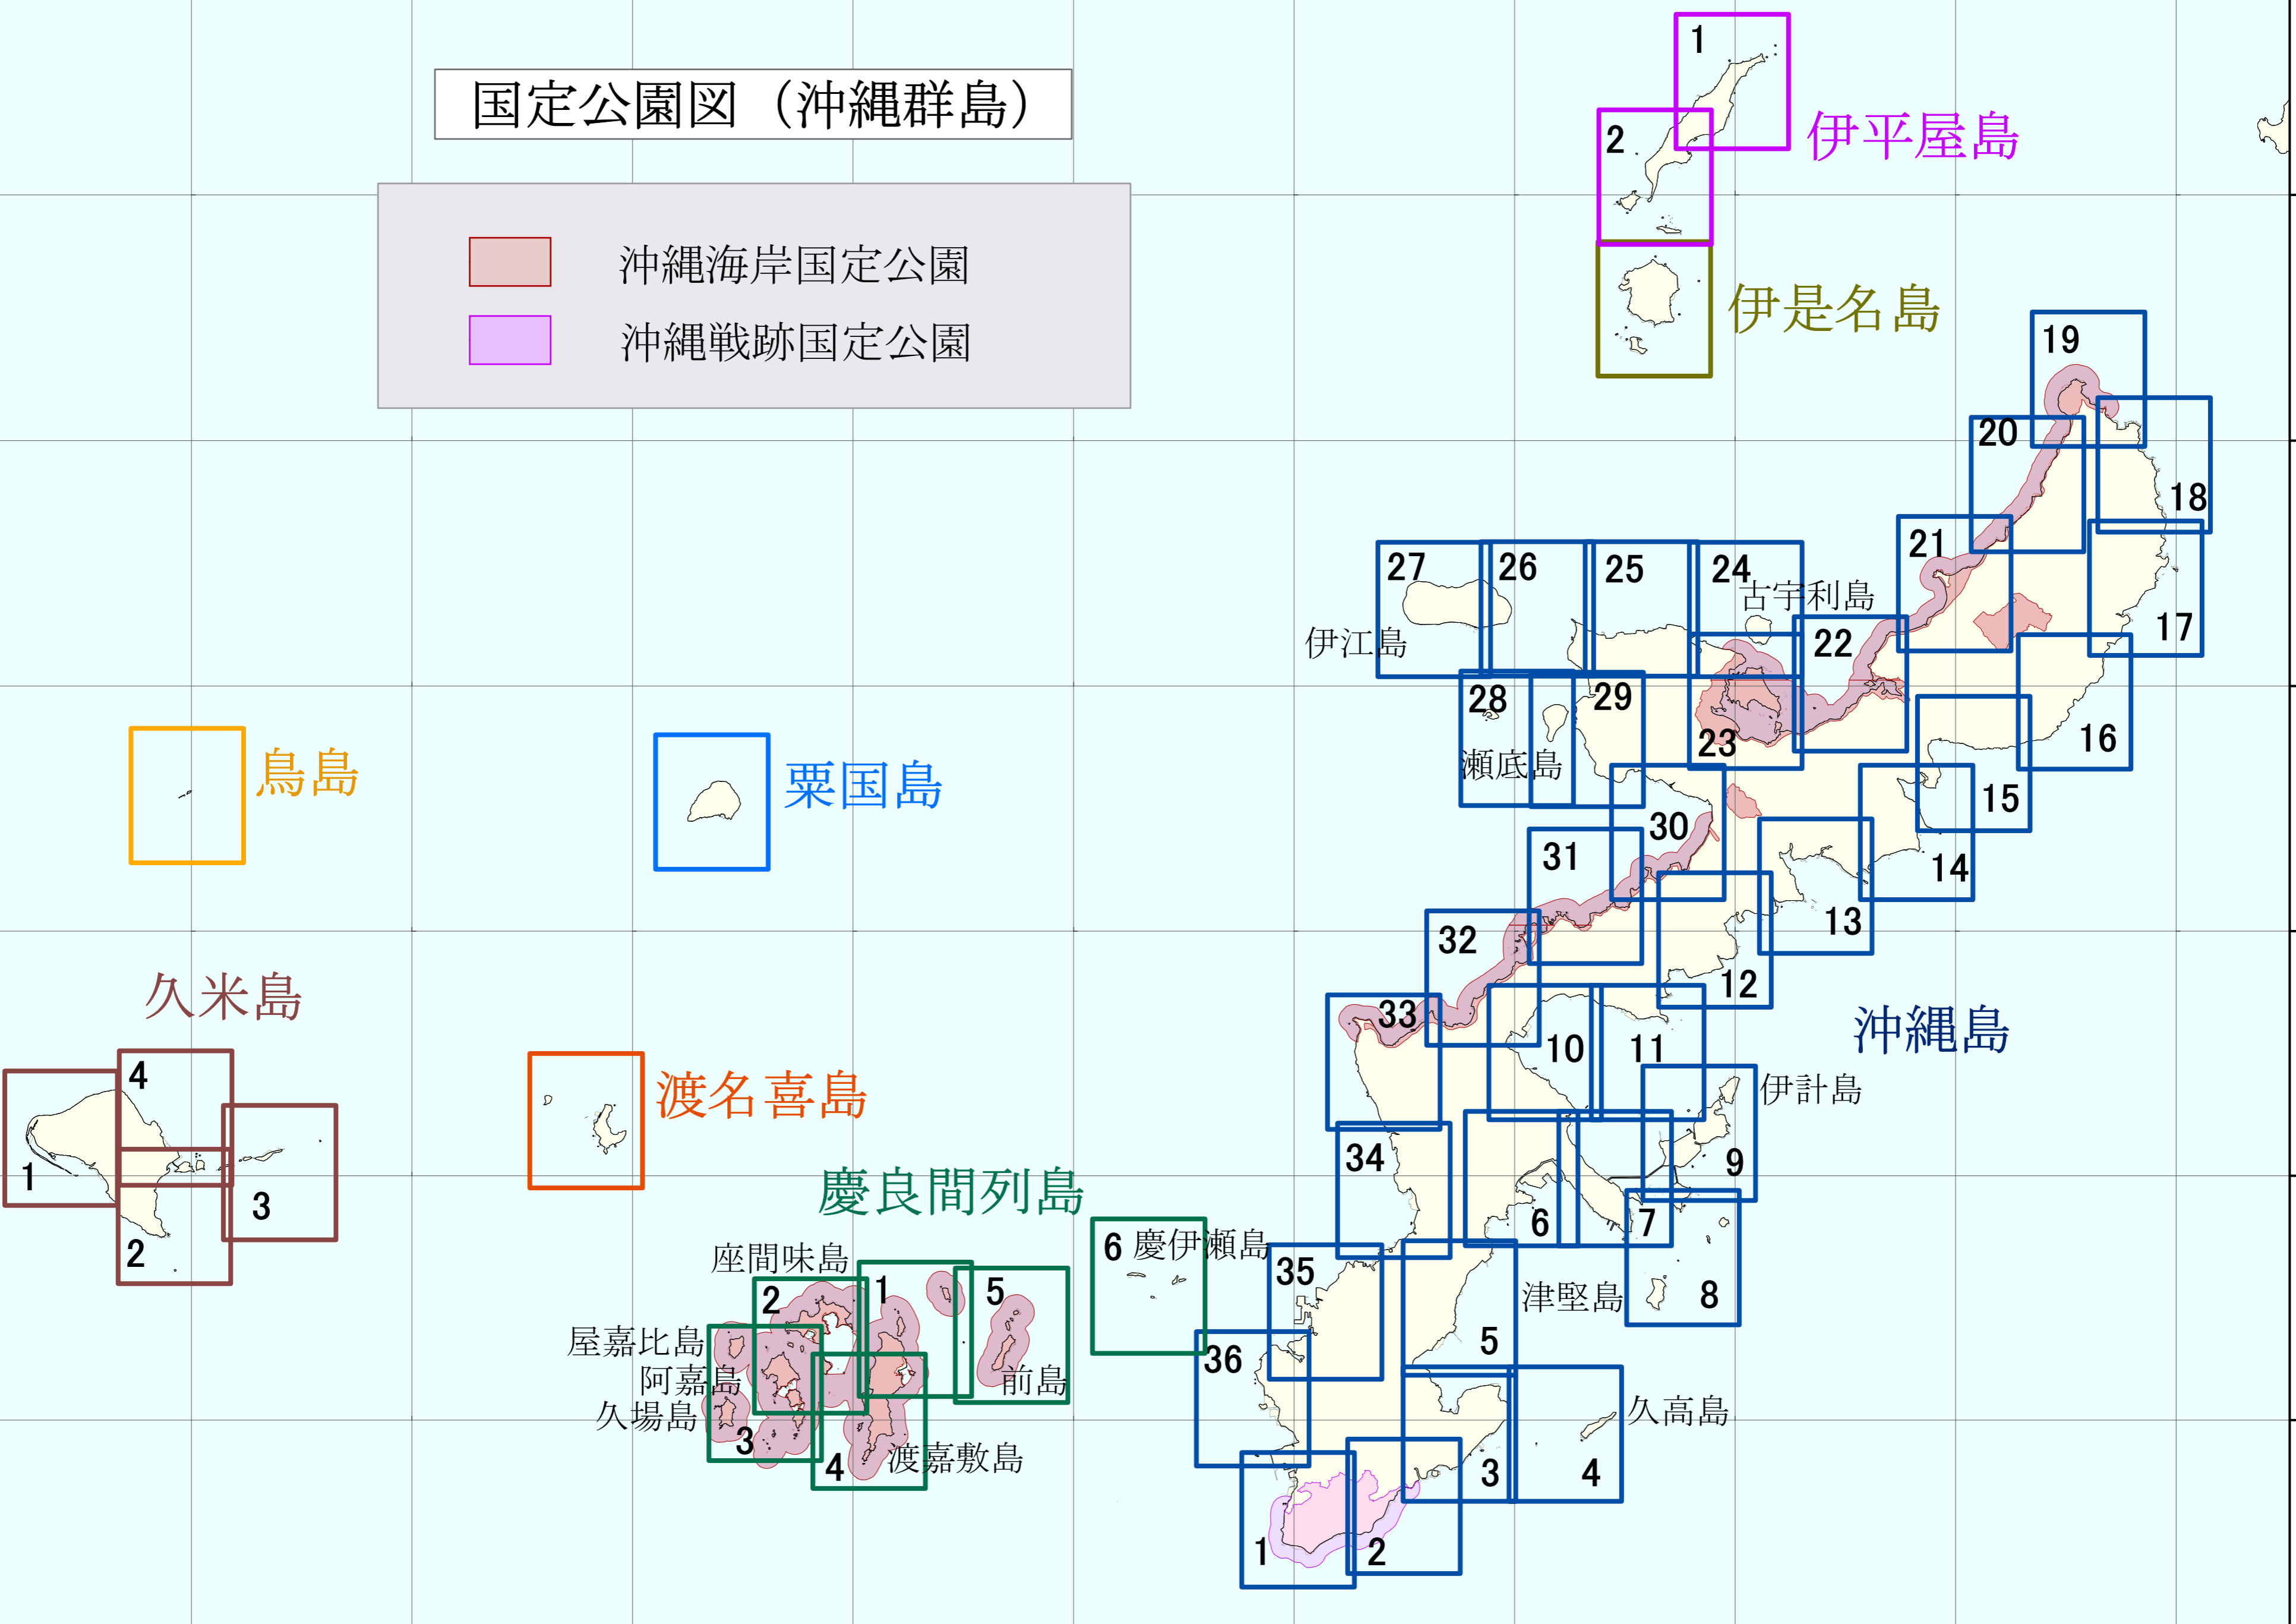 国定公園図（沖縄群島）
沖縄海岸国定公園
沖縄戦跡国定公園
1
2
伊平屋島
伊是名島
19
20
18
21
17
27
26
25
24
古宇利島
伊江島
22
28
29
23
瀬底島
16
15
鳥島
粟国島
30
31
14
13
32
12
久米島
33
10
11
沖縄島
4
1
3
2
渡名喜島
伊計島
34
9
慶良間列島
6
7
6 慶伊瀬島
座間味島
35
津堅島
8
2
1
5
屋嘉比島
阿嘉島
前島
36
5
久場島
3
4
渡嘉敷島
久高島
3
4
1
2